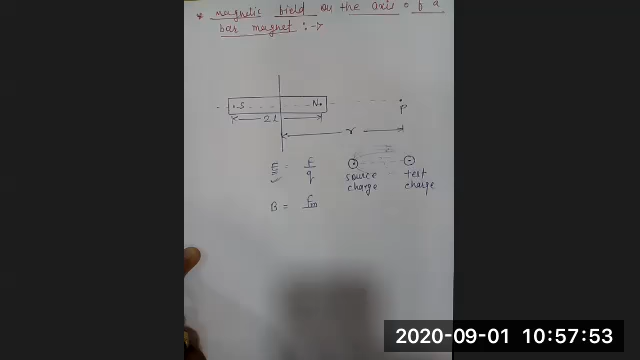 * magnetic field on the axis of a
bar magnet :->
S N
P
2l
r
E = F
q
source test
charge charge
B = Fm
2020-09-01 10:57:53